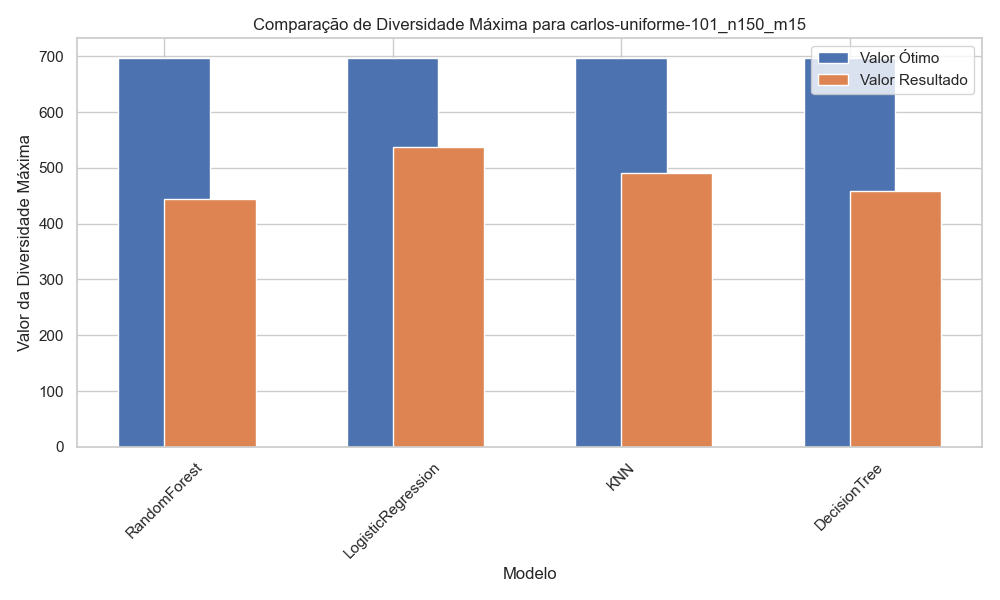 Comparação de Diversidade Máxima para carlos-uniforme-101_n150_m15
Valor Ótimo
Valor Resultado
Valor da Diversidade Máxima
700
600
500
400
300
200
100
0
RandomForest
LogisticRegression
KNN
DecisionTree
Modelo